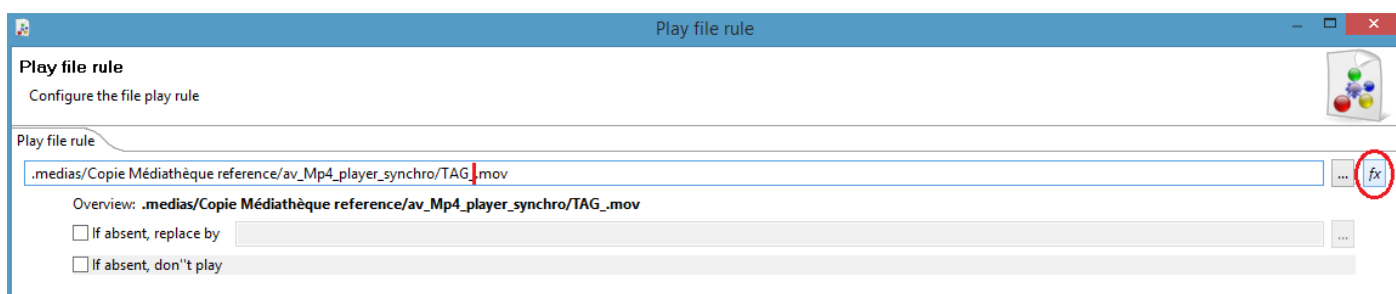 Play file rule
Play file rule
Configure the file play rule
Play file rule
.medias/Copie Médiathèque reference/av_Mp4_player_synchro/TAG_.mov ... fx
Overview: .medias/Copie Médiathèque reference/av_Mp4_player_synchro/TAG_.mov
If absent, replace by ...
If absent, don''t play